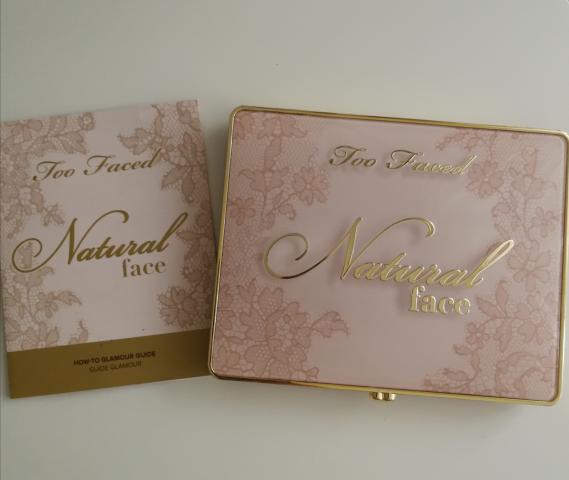 Too Faced
Natural
face
HOW-TO GLAMOUR GUIDE
GUIDE GLAMOUR
Too Faced
Natural
face